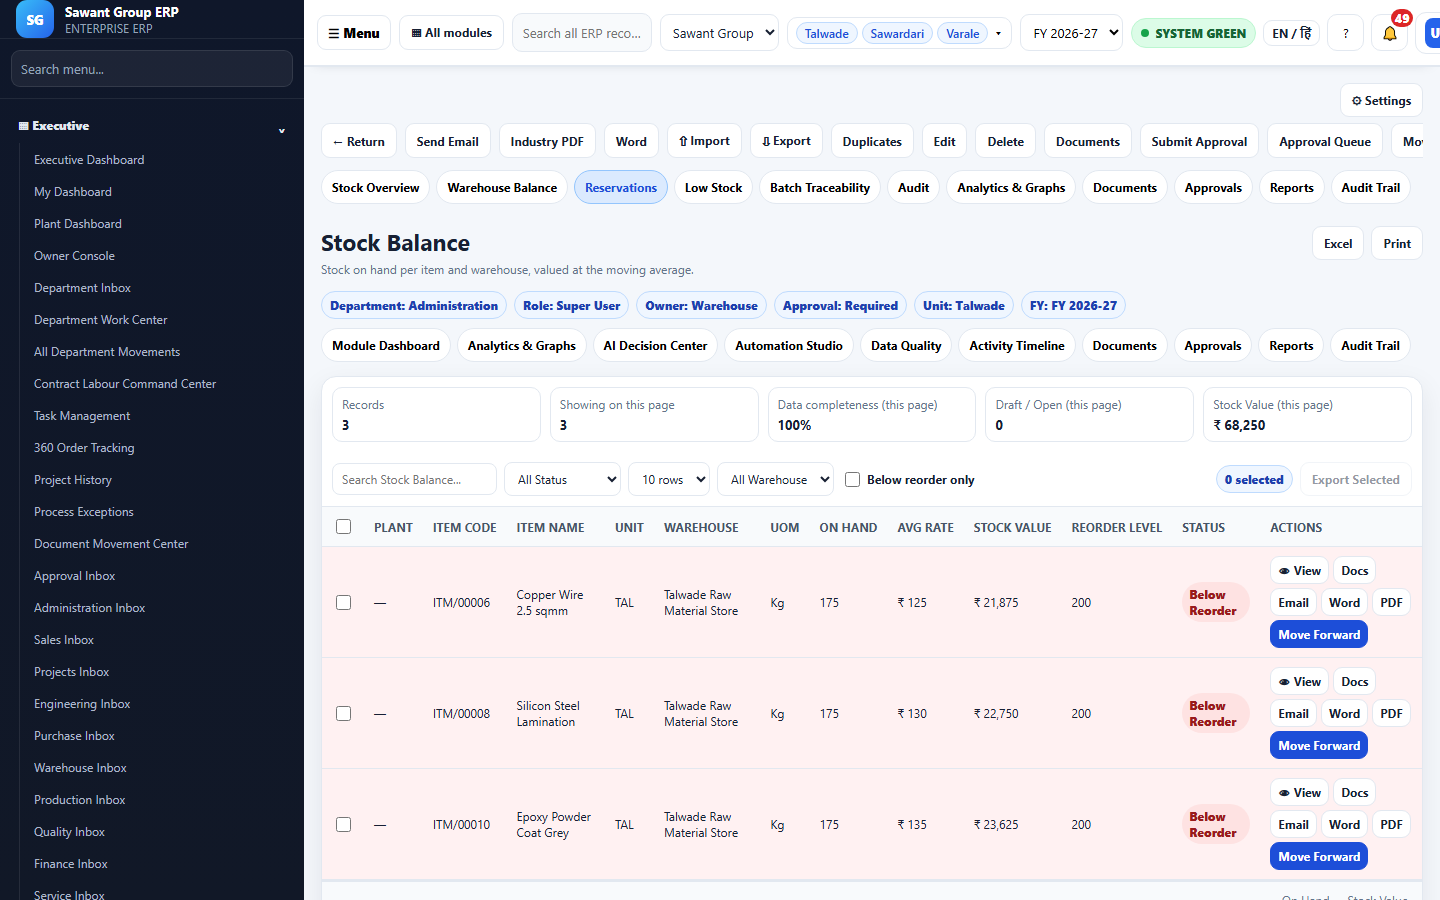 SG
Sawant Group ERP
ENTERPRISE ERP
Search menu...
Executive
Executive Dashboard
My Dashboard
Plant Dashboard
Owner Console
Department Inbox
Department Work Center
All Department Movements
Contract Labour Command Center
Task Management
360 Order Tracking
Project History
Process Exceptions
Document Movement Center
Approval Inbox
Administration Inbox
Sales Inbox
Projects Inbox
Engineering Inbox
Purchase Inbox
Warehouse Inbox
Production Inbox
Quality Inbox
Finance Inbox
Service Inbox
☰ Menu All modules Search all ERP reco... Sawant Group Talwade Sawardari Varale FY 2026-27 SYSTEM GREEN EN / हिं ? 49 U
⚙ Settings
← Return Send Email Industry PDF Word ⇧ Import ⇩ Export Duplicates Edit Delete Documents Submit Approval Approval Queue Mov
Stock Overview Warehouse Balance Reservations Low Stock Batch Traceability Audit Analytics & Graphs Documents Approvals Reports Audit Trail
Stock Balance Excel Print
Stock on hand per item and warehouse, valued at the moving average.
Department: Administration Role: Super User Owner: Warehouse Approval: Required Unit: Talwade FY: FY 2026-27
Module Dashboard Analytics & Graphs AI Decision Center Automation Studio Data Quality Activity Timeline Documents Approvals Reports Audit Trail
Records Showing on this page Data completeness (this page) Draft / Open (this page) Stock Value (this page)
3 3 100% 0 ₹ 68,250
Search Stock Balance... All Status 10 rows All Warehouse Below reorder only 0 selected Export Selected
PLANT ITEM CODE ITEM NAME UNIT WAREHOUSE UOM ON HAND AVG RATE STOCK VALUE REORDER LEVEL STATUS ACTIONS
— ITM/00006 Copper Wire 2.5 sqmm TAL Talwade Raw Material Store Kg 175 ₹ 125 ₹ 21,875 200 Below Reorder View Docs Email Word PDF Move Forward
— ITM/00008 Silicon Steel Lamination TAL Talwade Raw Material Store Kg 175 ₹ 130 ₹ 22,750 200 Below Reorder View Docs Email Word PDF Move Forward
— ITM/00010 Epoxy Powder Coat Grey TAL Talwade Raw Material Store Kg 175 ₹ 135 ₹ 23,625 200 Below Reorder View Docs Email Word PDF Move Forward
On Hand Stock Value